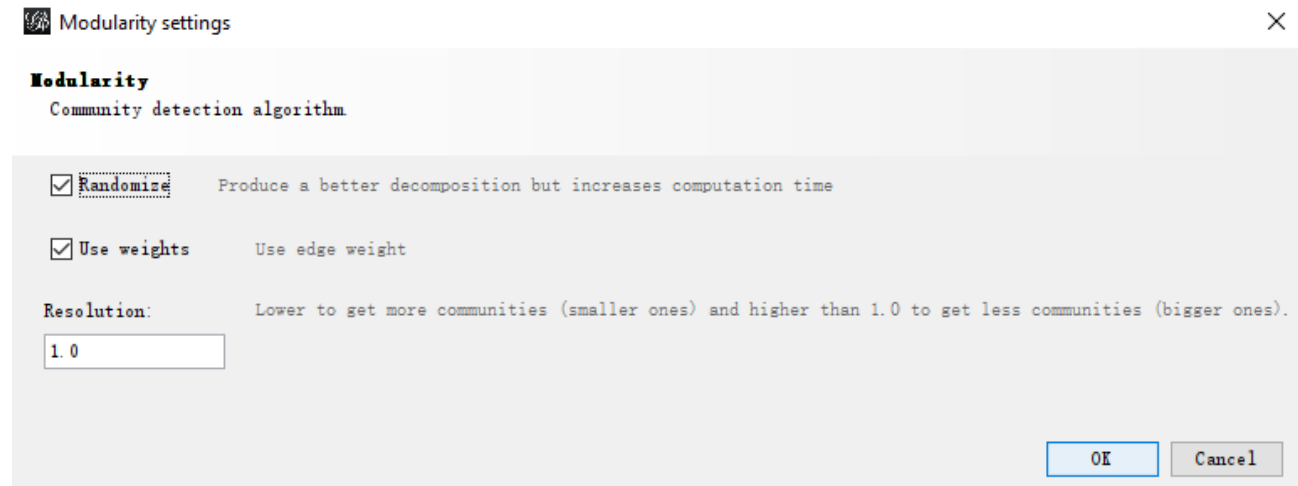 Modularity settings
Modularity
Community detection algorithm.
Randomize Produce a better decomposition but increases computation time
Use weights Use edge weight
Resolution: Lower to get more communities (smaller ones) and higher than 1.0 to get less communities (bigger ones).
1.0
OK Cancel